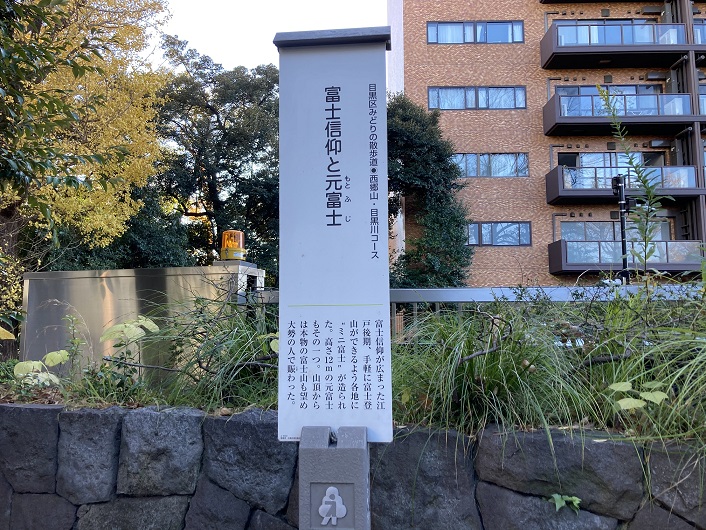 目黒区みどりの散歩道●西郷山・目黒川コース
富士信仰と元富士
もとふじ
富士信仰が広まった江
戸後期、手軽に富士登
山ができるよう各地に
"ミニ富士"が造られ
た。高さ12mの元富士
もその一つ。山頂から
は本物の富士山も望め
大勢の人で賑わった。